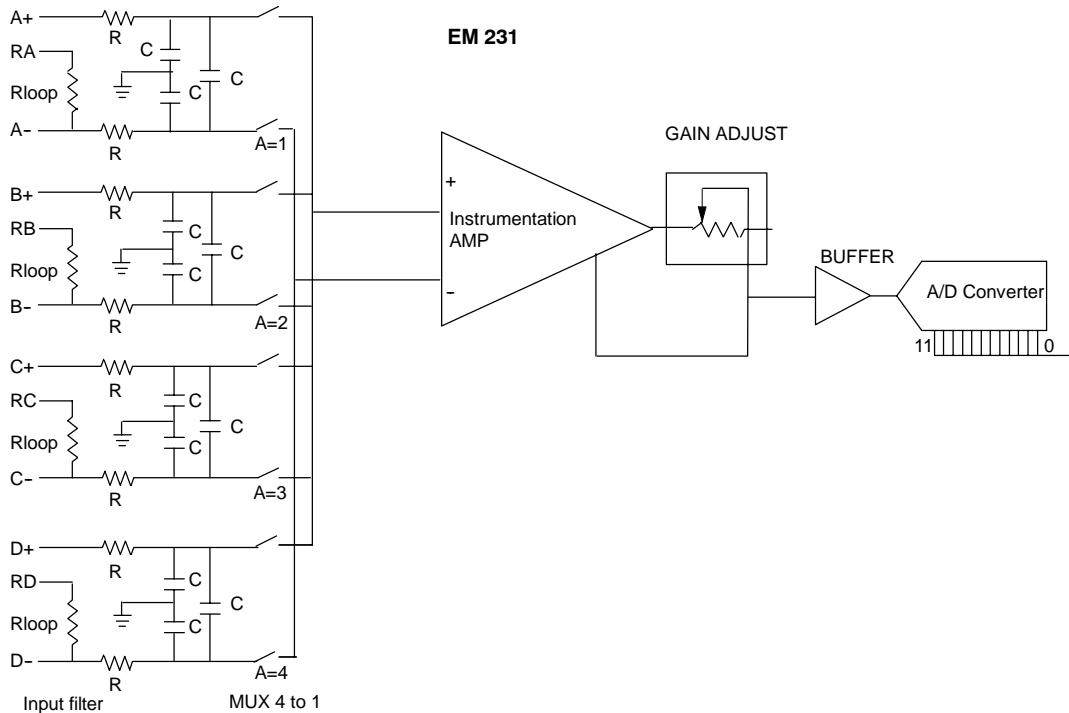 EM 231
A+
R
RA
C
Rloop
C
C
A-
R
A=1
B+
R
RB
C
C
Rloop
C
B-
R
A=2
C+
R
RC
C
C
Rloop
C
C-
R
A=3
D+
R
RD
C
C
Rloop
C
D-
R
A=4
Input filter
MUX 4 to 1
+
Instrumentation
AMP
-
GAIN ADJUST
BUFFER
A/D Converter
11
0